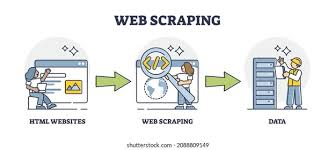 WEB SCRAPING
</>
HTML WEBSITES
WEB SCRAPING
DATA
shutterstock.com · 2088809149